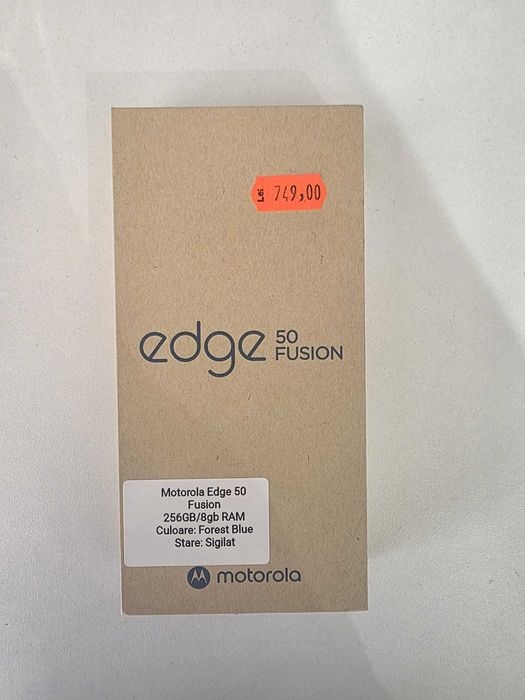 Lei 749,00
edge 50
FUSION
Motorola Edge 50
Fusion
256GB/8gb RAM
Culoare: Forest Blue
Stare: Sigilat
motorola